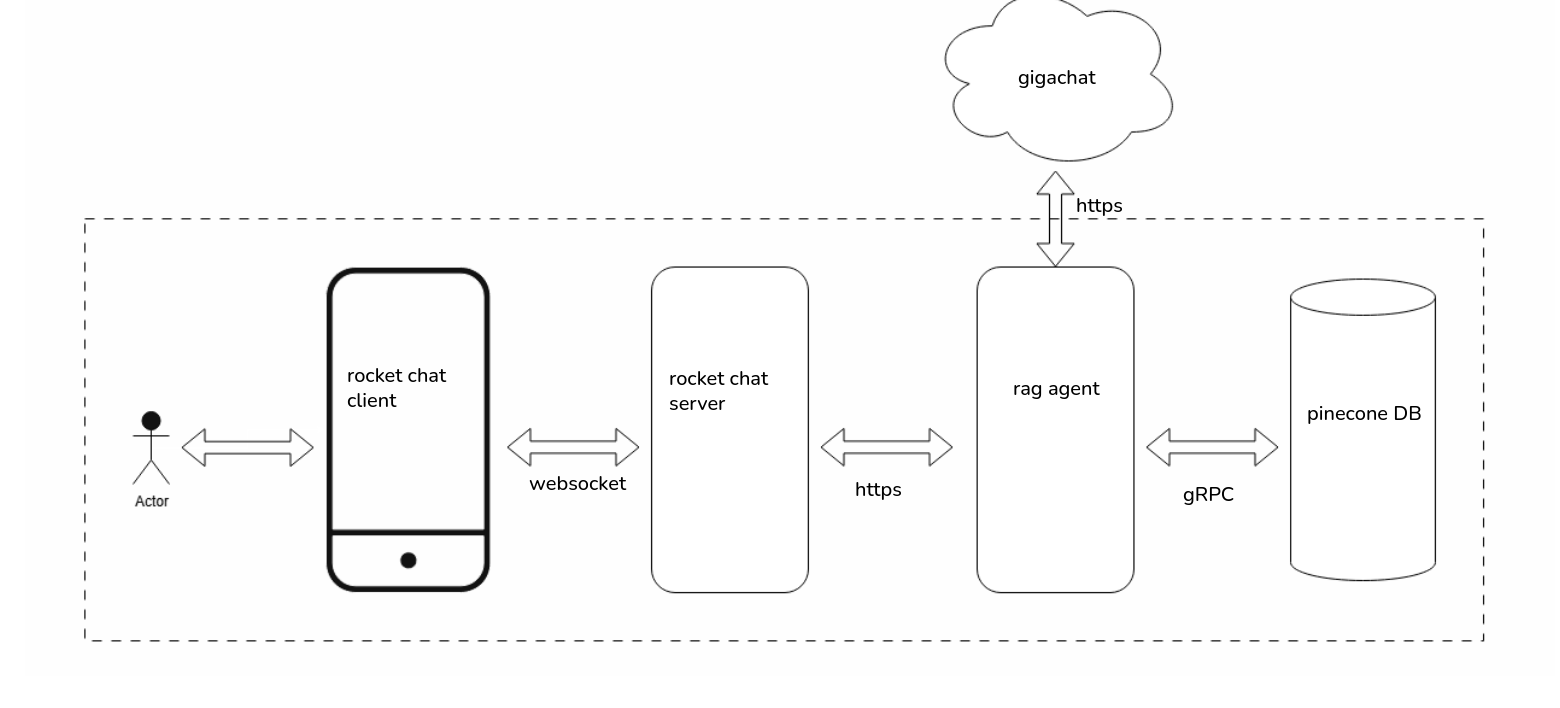 gigachat
https
rocket chat
client
rocket chat
server
rag agent
pinecone DB
websocket
https
gRPC
Actor